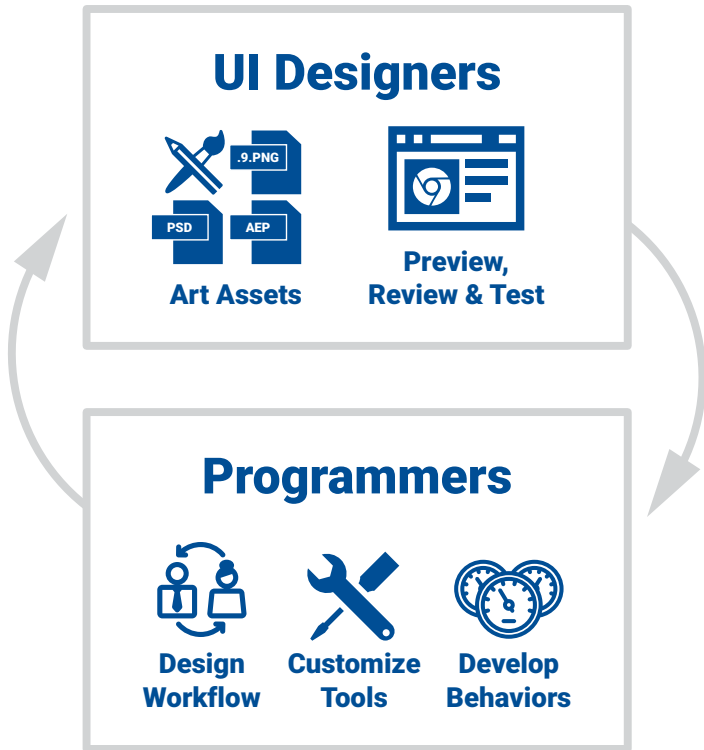 UI Designers
.9.PNG
PSD
AEP
Art Assets
Preview,
Review & Test
Programmers
Design
Workflow
Customize
Tools
Develop
Behaviors